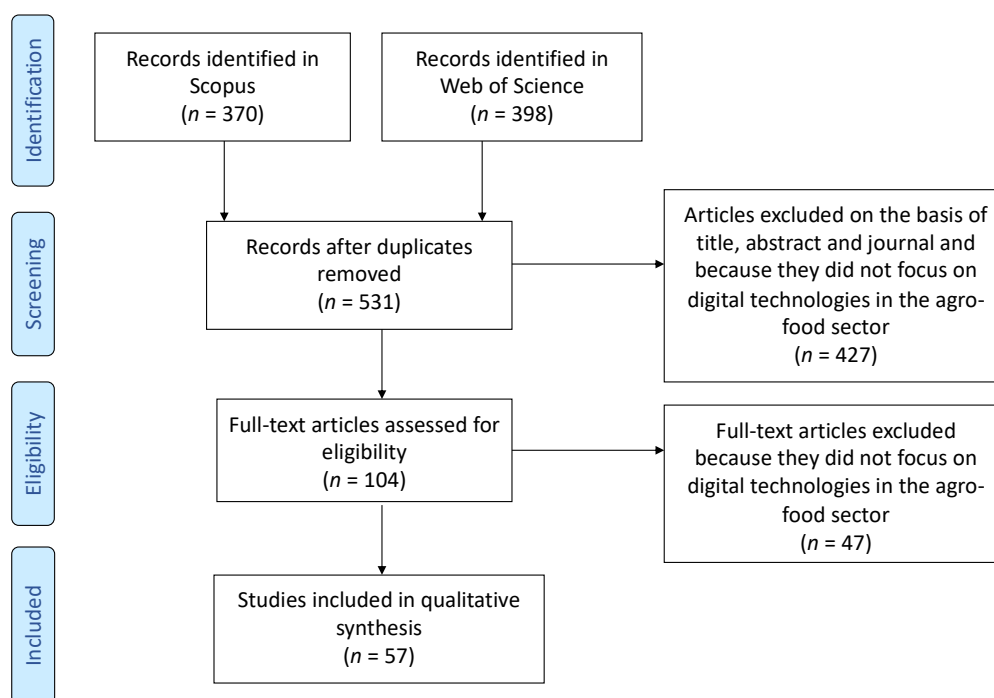 Identification
Records identified in
Scopus
(n = 370)
Records identified in
Web of Science
(n = 398)
Screening
Records after duplicates
removed
(n = 531)
Articles excluded on the basis of
title, abstract and journal and
because they did not focus on
digital technologies in the agro-
food sector
(n = 427)
Eligibility
Full-text articles assessed for
eligibility
(n = 104)
Full-text articles excluded
because they did not focus on
digital technologies in the agro-
food sector
(n = 47)
Included
Studies included in qualitative
synthesis
(n = 57)